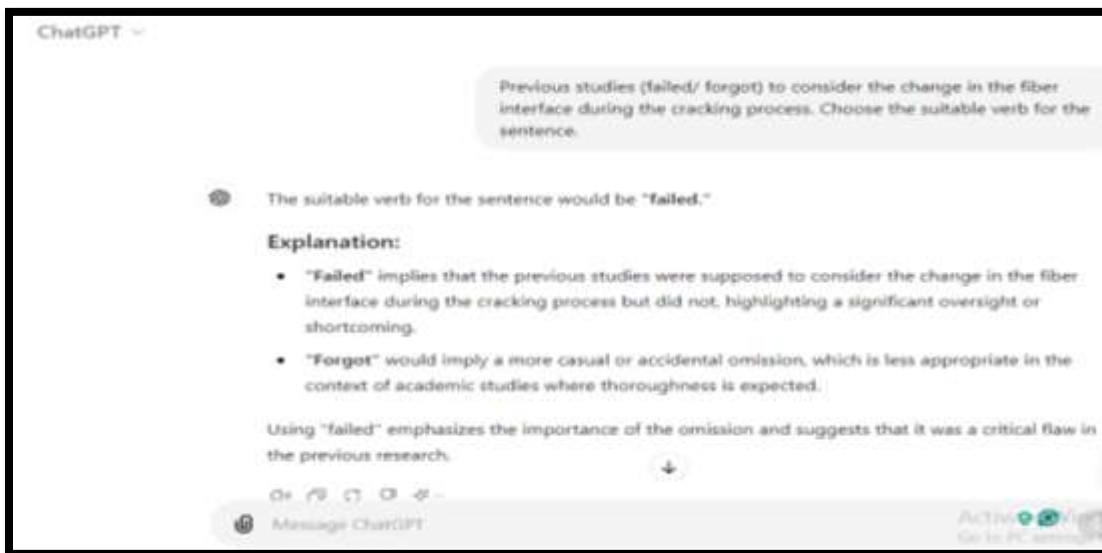 ChatGPT
Previous studies (failed/ forgot) to consider the change in the fiber
interface during the cracking process. Choose the suitable verb for the
sentence.
The suitable verb for the sentence would be "failed."
Explanation:
• "Failed" implies that the previous studies were supposed to consider the change in the fiber
interface during the cracking process but did not, highlighting a significant oversight or
shortcoming.
• "Forgot" would imply a more casual or accidental omission, which is less appropriate in the
context of academic studies where thoroughness is expected.
Using "failed" emphasizes the importance of the omission and suggests that it was a critical flaw in
the previous research.
Message ChatGPT
Go to PC settings